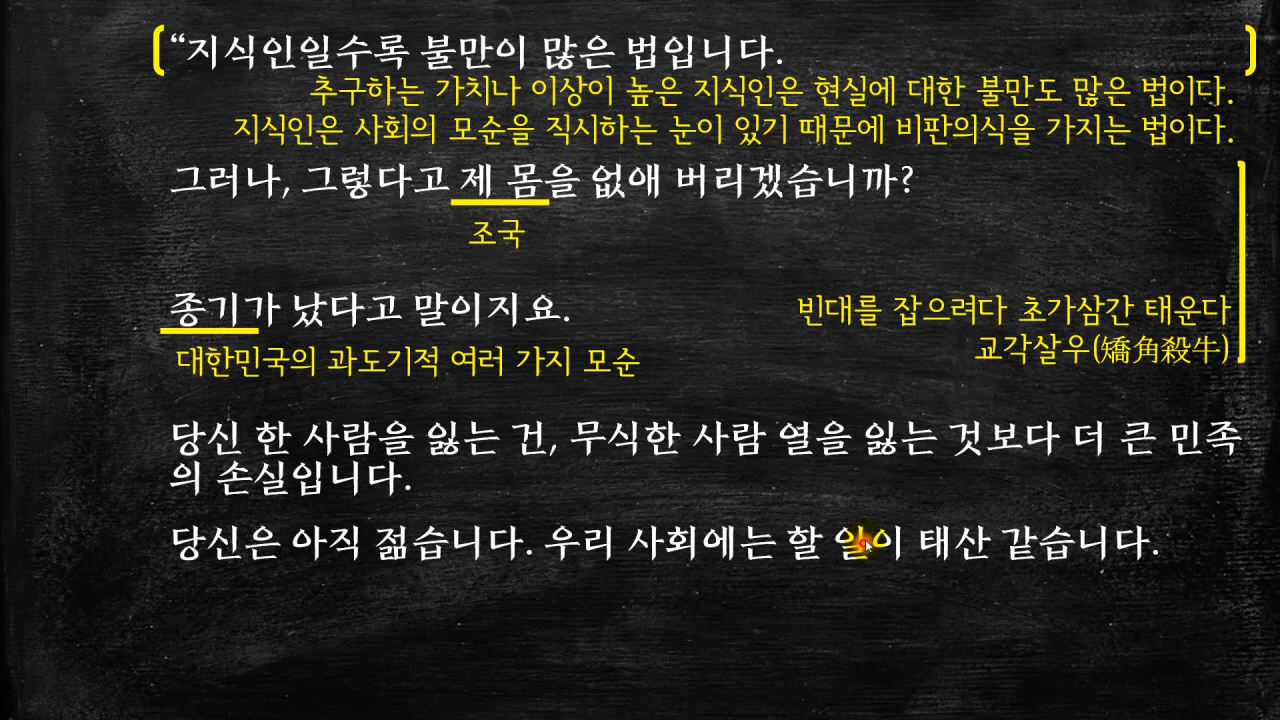 “지식인일수록 불만이 많은 법입니다.
추구하는 가치나 이상이 높은 지식인은 현실에 대한 불만도 많은 법이다.
지식인은 사회의 모순을 직시하는 눈이 있기 때문에 비판의식을 가지는 법이다.
그러나, 그렇다고 제 몸을 없애 버리겠습니까?
조국
종기가 났다고 말이지요.
빈대를 잡으려다 초가삼간 태운다
대한민국의 과도기적 여러 가지 모순
교각살우(矯角殺牛)
당신 한 사람을 잃는 건, 무식한 사람 열을 잃는 것보다 더 큰 민족
의 손실입니다.
당신은 아직 젊습니다. 우리 사회에는 할 일이 태산 같습니다.